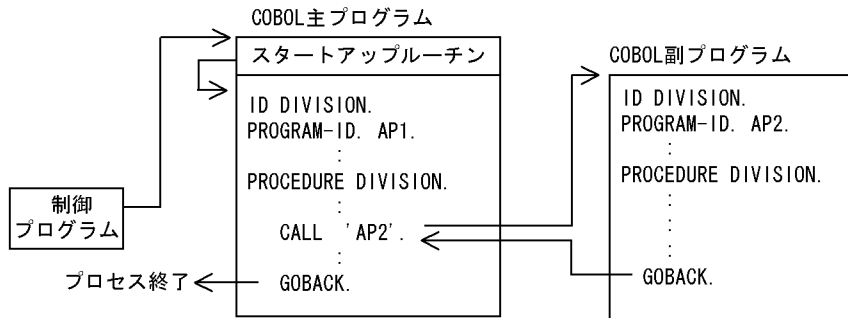 COBOL主プログラム
スタートアップルーチン
ID DIVISION.
PROGRAM-ID. AP1.
:
PROCEDURE DIVISION.
:
CALL 'AP2'.
:
GOBACK.
制御
プログラム
プロセス終了
COBOL副プログラム
ID DIVISION.
PROGRAM-ID. AP2.
:
PROCEDURE DIVISION.
:
:
:
GOBACK.